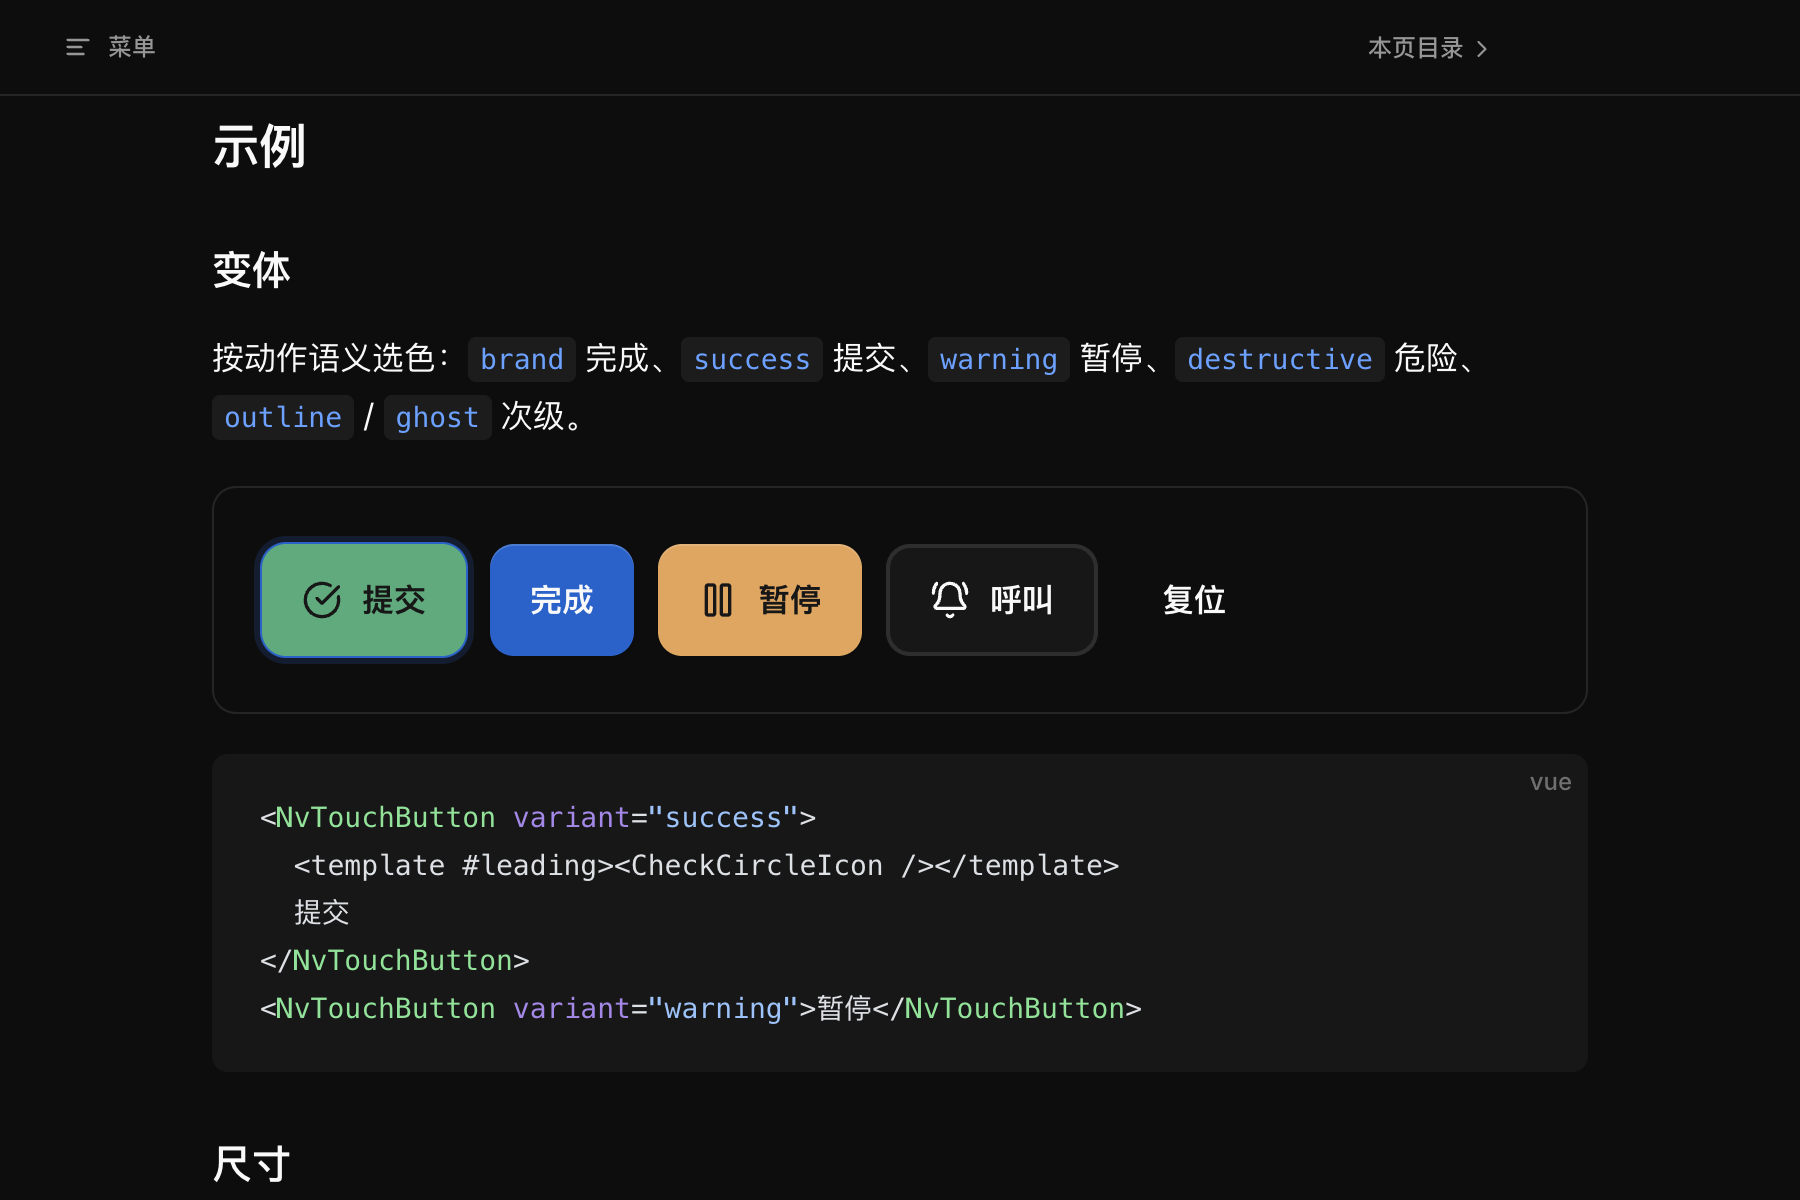 菜单
本页目录
示例
变体
按动作语义选色：brand 完成、success 提交、warning 暂停、destructive 危险、
outline / ghost 次级。
提交
完成
暂停
呼叫
复位
vue
<NvTouchButton variant="success">
  <template #leading><CheckCircleIcon /></template>
  提交
</NvTouchButton>
<NvTouchButton variant="warning">暂停</NvTouchButton>
尺寸